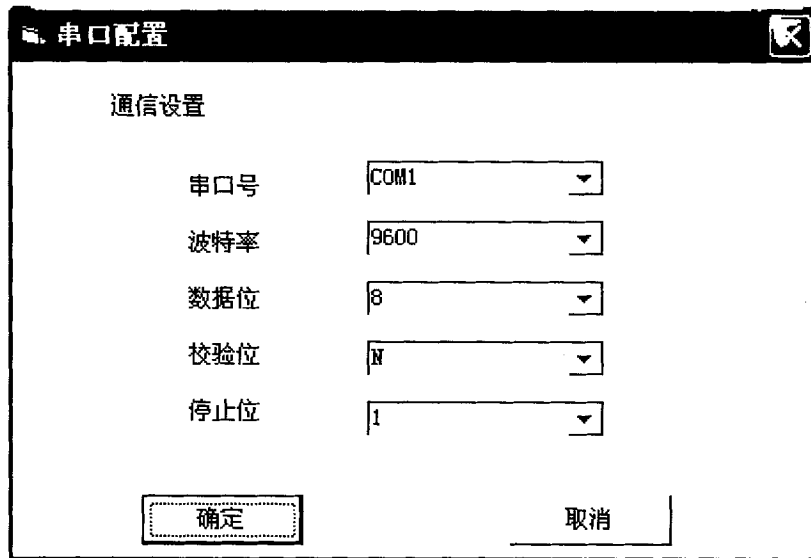 串口配置
通信设置
串口号 COM1
波特率 9600
数据位 8
校验位 N
停止位 1
确定 取消